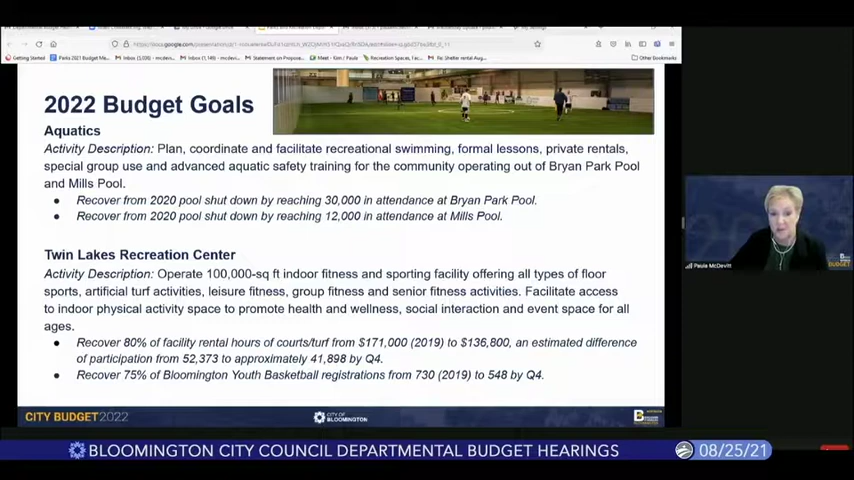 Getting Started
Other Bookmarks
2022 Budget Goals
Aquatics
Activity Description: Plan, coordinate and facilitate recreational swimming, formal lessons, private rentals,
special group use and advanced aquatic safety training for the community operating out of Bryan Park Pool
and Mills Pool.
● Recover from 2020 pool shut down by reaching 30,000 in attendance at Bryan Park Pool.
● Recover from 2020 pool shut down by reaching 12,000 in attendance at Mills Pool.
Twin Lakes Recreation Center
Activity Description: Operate 100,000-sq ft indoor fitness and sporting facility offering all types of floor
sports, artificial turf activities, leisure fitness, group fitness and senior fitness activities. Facilitate access
to indoor physical activity space to promote health and wellness, social interaction and event space for all
ages.
● Recover 80% of facility rental hours of courts/turf from $171,000 (2019) to $136,800, an estimated difference
of participation from 52,373 to approximately 41,898 by Q4.
● Recover 75% of Bloomington Youth Basketball registrations from 730 (2019) to 548 by Q4.
Paula McDevitt
BUDGET
CITY BUDGET2022
CITY OF
BLOOMINGTON
BLOOMINGTON CITY COUNCIL DEPARTMENTAL BUDGET HEARINGS
08/25/21